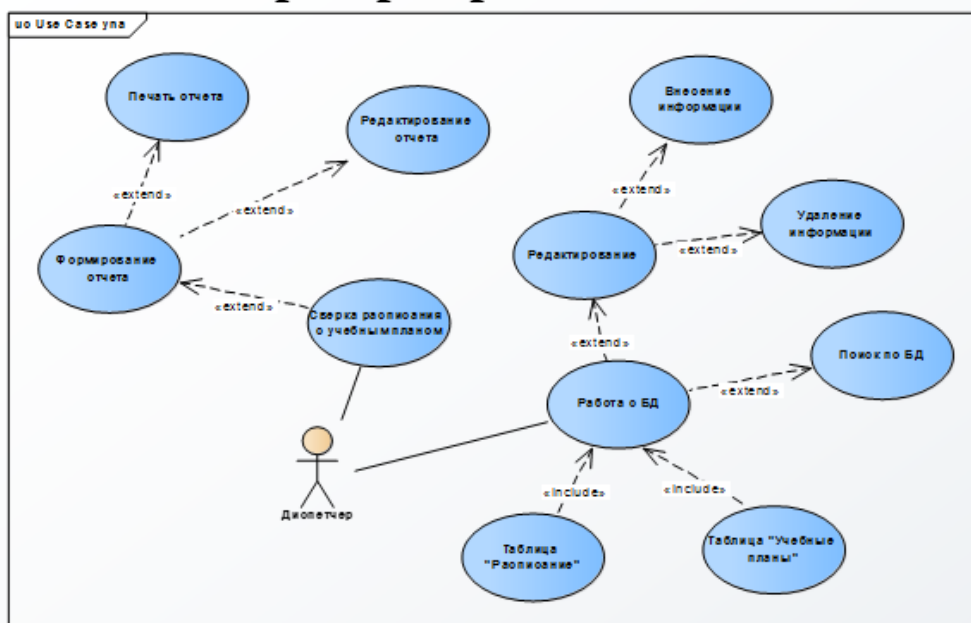 uc Use Case упа
Печать отчета
Редактирование
отчета
Внесение
информации
«extend»
«extend»
«extend»
Удаление
информации
Формирование
отчета
Редактирование
«extend»
«extend»
Сверка расписания
с учебным планом
«extend»
Поиск по БД
Работа с БД
«extend»
Диспетчер
«include»
«include»
Таблица
"Расписание"
Таблица "Учебные
планы"